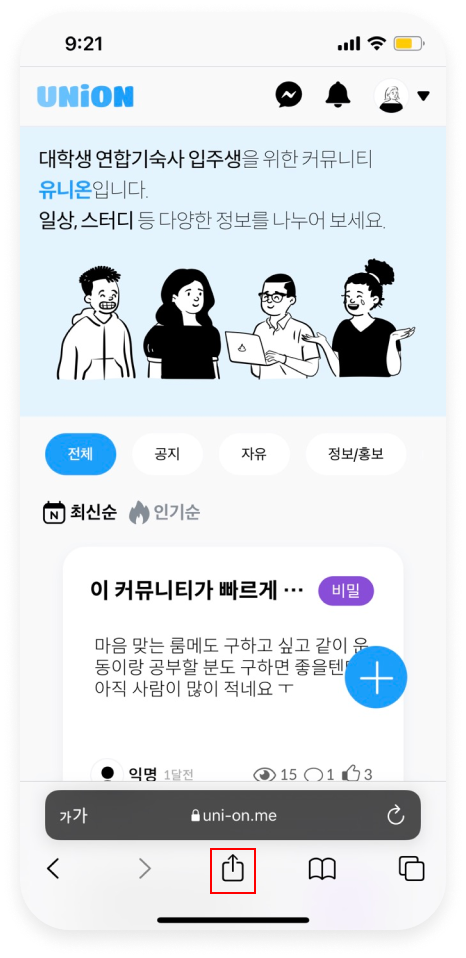 9:21
UNiON
대학생 연합기숙사 입주생을 위한 커뮤니티
유니온입니다.
일상, 스터디 등 다양한 정보를 나누어 보세요.
전체 공지 자유 정보/홍보
N 최신순 인기순
이 커뮤니티가 빠르게 ··· 비밀
마음 맞는 룸메도 구하고 싶고 같이 운
동이랑 공부할 분도 구하면 좋을텐데
아직 사람이 많이 적네요 ㅜ
익명 1달전 15 1 3
가가 uni-on.me